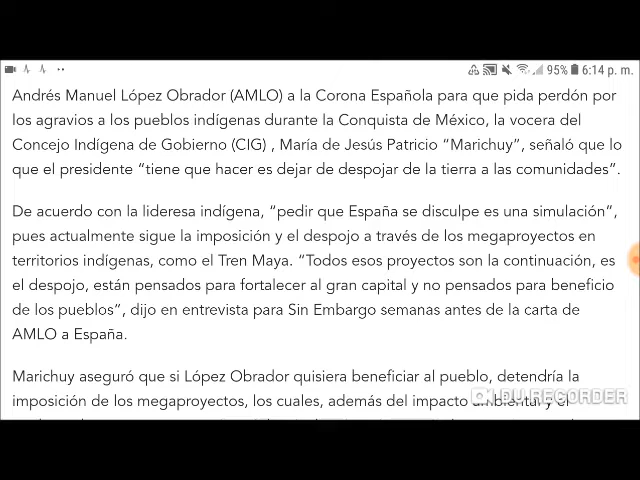 95% 6:14 p. m.
Andrés Manuel López Obrador (AMLO) a la Corona Española para que pida perdón por
los agravios a los pueblos indígenas durante la Conquista de México, la vocera del
Concejo Indígena de Gobierno (CIG) , María de Jesús Patricio “Marichuy”, señaló que lo
que el presidente “tiene que hacer es dejar de despojar de la tierra a las comunidades”.
De acuerdo con la lideresa indígena, “pedir que España se disculpe es una simulación”,
pues actualmente sigue la imposición y el despojo a través de los megaproyectos en
territorios indígenas, como el Tren Maya. “Todos esos proyectos son la continuación, es
el despojo, están pensados para fortalecer al gran capital y no pensados para beneficio
de los pueblos”, dijo en entrevista para Sin Embargo semanas antes de la carta de
AMLO a España.
Marichuy aseguró que si López Obrador quisiera beneficiar al pueblo, detendría la
imposición de los megaproyectos, los cuales, además del impacto ambiental y el
DU RECORDER